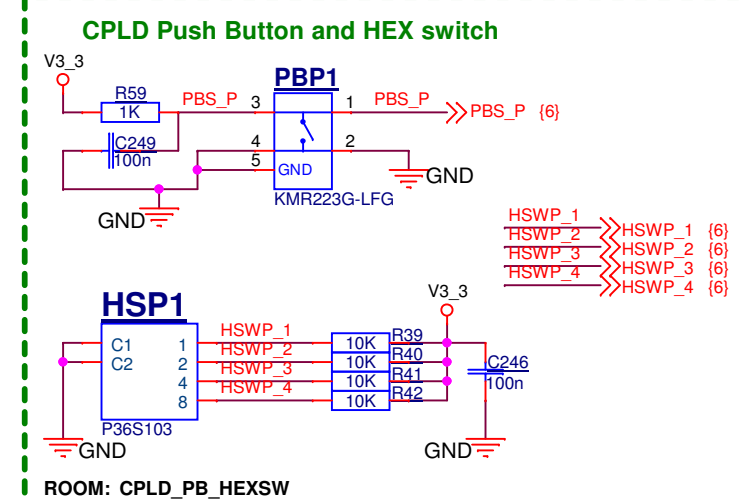 CPLD Push Button and HEX switch
V3_3
R59
1K
PBS_P
PBP1
3
1
PBS_P
PBS_P {6}
C249
100n
4
5
GND
2
GND
KMR223G-LFG
GND
HSWP_1
HSWP_1 {6}
HSWP_2
HSWP_2 {6}
HSWP_3
HSWP_3 {6}
HSWP_4
HSWP_4 {6}
HSP1
V3_3
C1
1
HSWP_1
10K
R39
C2
2
HSWP_2
10K
R40
4
HSWP_3
10K
R41
8
HSWP_4
10K
R42
C246
100n
P36S103
GND
GND
ROOM: CPLD_PB_HEXSW